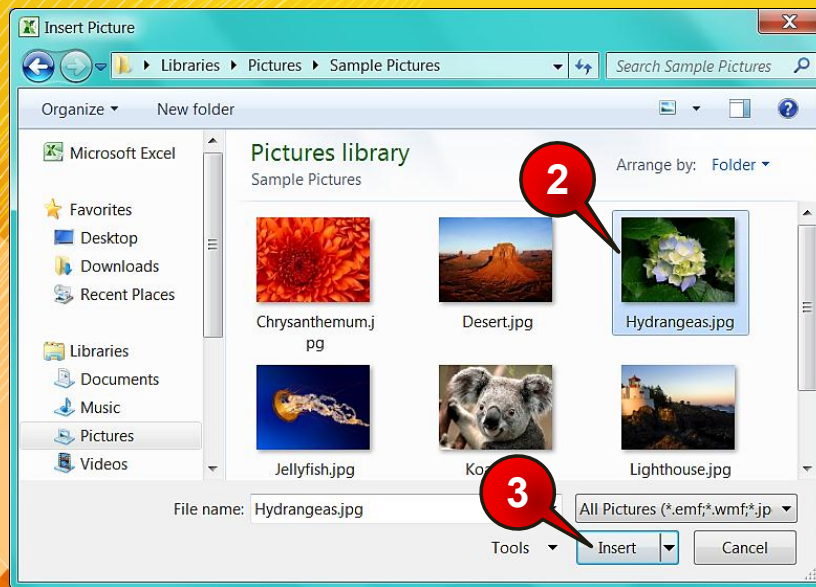 Insert Picture
X
Libraries Pictures Sample Pictures
Search Sample Pictures
Organize New folder
?
Microsoft Excel
Favorites
Desktop
Downloads
Recent Places
Libraries
Documents
Music
Pictures
Videos
Pictures library
Sample Pictures
Arrange by: Folder
2
Chrysanthemum.j
pg
Desert.jpg
Hydrangeas.jpg
Jellyfish.jpg
Lighthouse.jpg
3
File name: Hydrangeas.jpg
All Pictures (*.emf;*.wmf;*.jp
Tools
Insert
Cancel